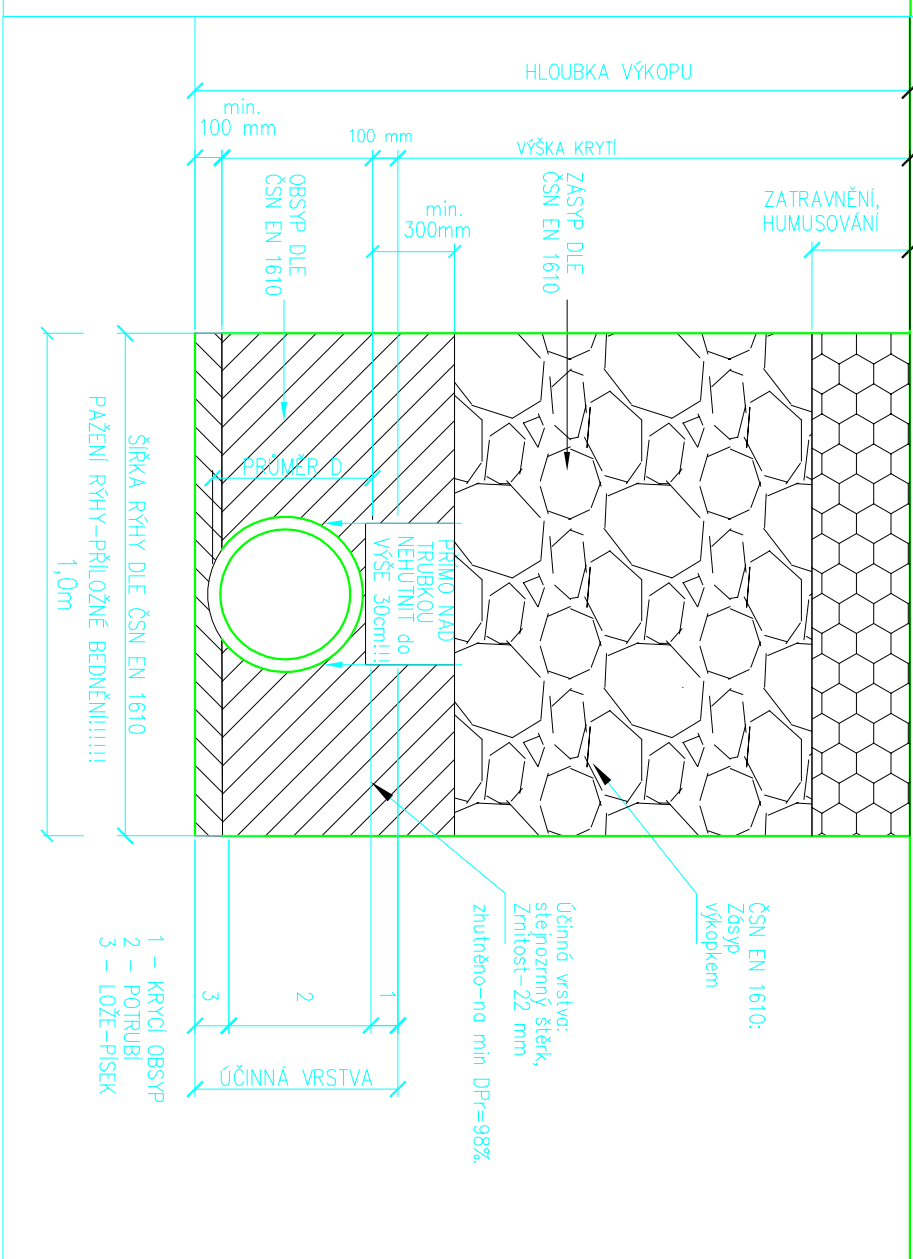 HLOUBKA VÝKOPU
min.
100 mm
100 mm
VÝŠKA KRYTÍ
ZATRAVNĚNÍ,
HUMUSOVÁNÍ
min.
300mm
OBSYP DLE
ČSN EN 1610
ZÁSYP DLE
ČSN EN 1610
PRŮMĚR D
PŘÍMO NAD
TRUBKOU
NEHUTNIT do
VÝŠE 30cm!!!
ŠÍŘKA RÝHY DLE ČSN EN 1610
PAŽENÍ RÝHY-PŘÍLOŽNÉ BEDNĚNÍ!!!!!!
1,0m
ČSN EN 1610:
Zásyp
výkopkem
Účinná vrstva:
stejnozrnný štěrk,
Zrnitost-22 mm
zhutněno-na min DPr=98%.
3
2
1
ÚČINNÁ VRSTVA
1 - KRYCÍ OBSYP
2 - POTRUBÍ
3 - LOŽE-PÍSEK